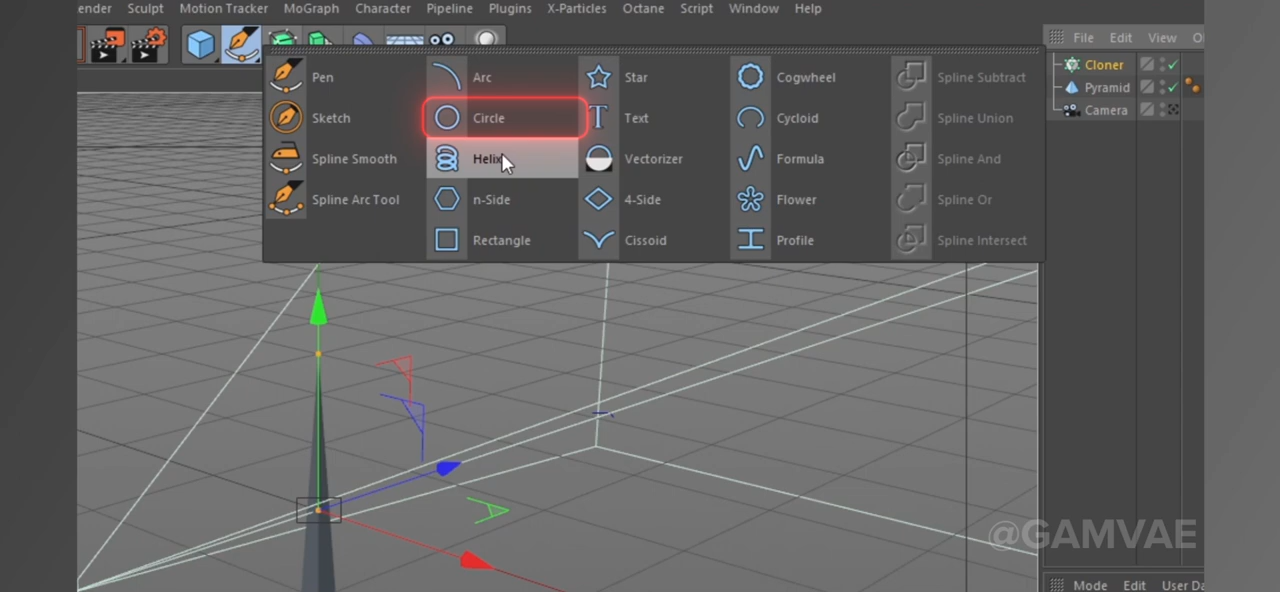 ender Sculpt Motion Tracker MoGraph Character Pipeline Plugins X-Particles Octane Script Window Help
File Edit View O
Pen Arc Star Cogwheel Spline Subtract
Sketch Circle Text Cycloid Spline Union
Spline Smooth Helix Vectorizer Formula Spline And
Spline Arc Tool n-Side 4-Side Flower Spline Or
Rectangle Cissoid Profile Spline Intersect
Cloner
Pyramid
Camera
@GAMVAE
Mode Edit User Da